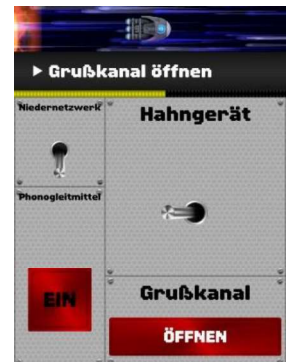 Grußkanal öffnen
Niedernetzwerk
Hahngerät
Phonogleitmittel
EIN
Grußkanal
ÖFFNEN